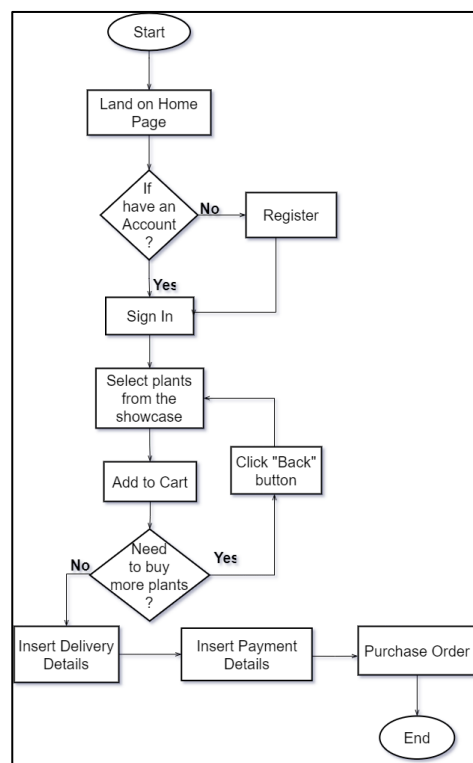 Start
Land on Home
Page
If
have an
Account
?
No
Register
Yes
Sign In
Select plants
from the
showcase
Click "Back"
button
Add to Cart
Need
to buy
more plants
?
No
Yes
Insert Delivery
Details
Insert Payment
Details
Purchase Order
End